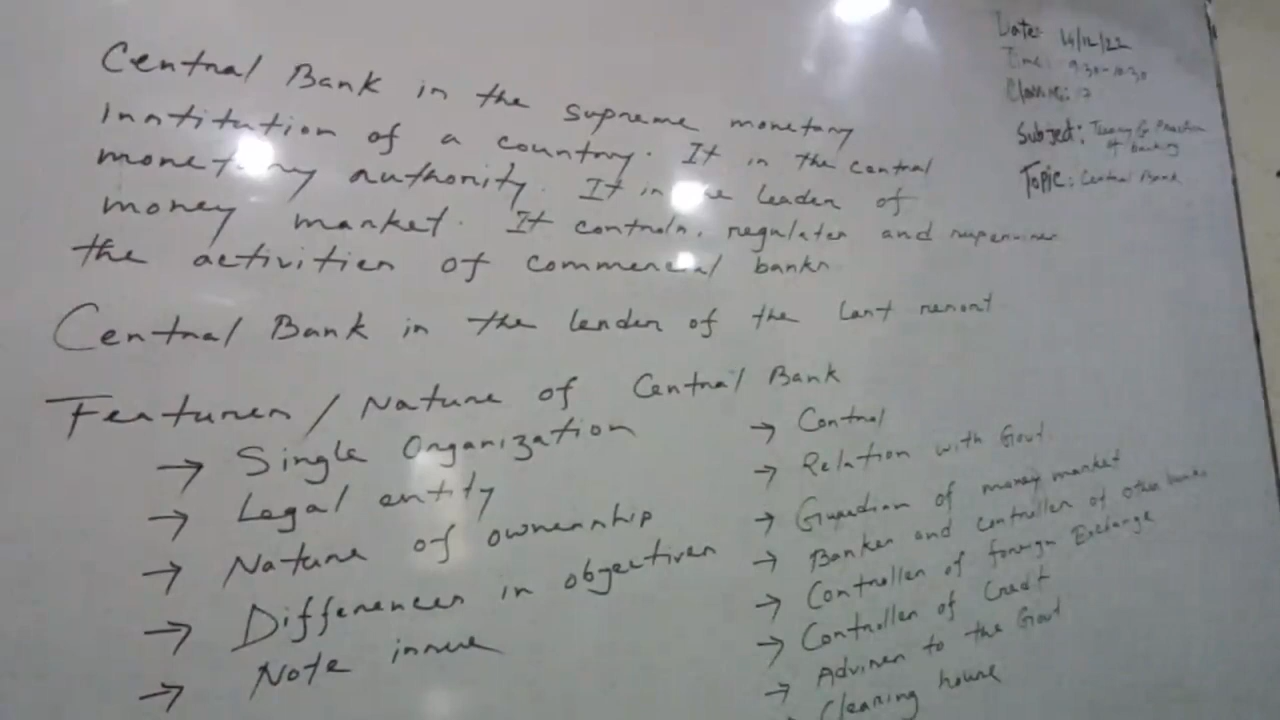 Central Bank is the supreme monetary
institution of a country. It is the central
monetary authority. It is the leader of
money market. It controls, regulates and supervises
the activities of commercial banks
Central Bank is the lender of the last resort
Features / Nature of Central Bank
→ Single Organization
→ Legal entity
→ Nature of ownership
→ Differences in objectives
→ Note issue
→ Control
→ Relation with Govt.
→ Guardian of money market
→ Banker and controller of other banks
→ Controller of foreign Exchange
→ Controller of Credit
→ Adviser to the Govt
→ Clearing house
Date: 14/12/22
Time: 9.30-10.30
Class: 12
Subject: Theory & Practice
of Banking
Topic: Central Bank